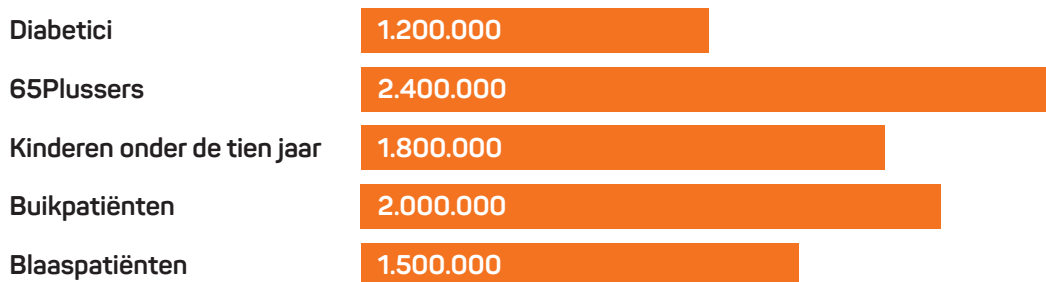 Diabetici 1.200.000
65Plussers 2.400.000
Kinderen onder de tien jaar 1.800.000
Buikpatiënten 2.000.000
Blaaspatiënten 1.500.000